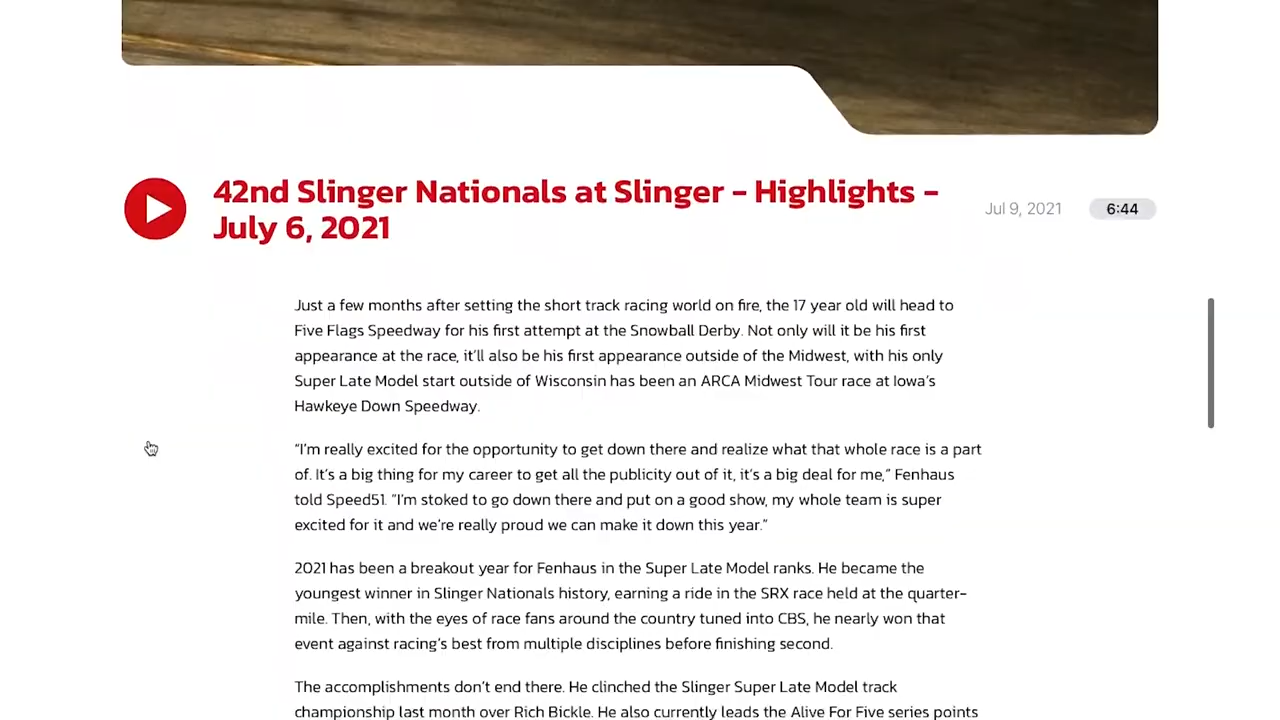 42nd Slinger Nationals at Slinger – Highlights –
July 6, 2021
Jul 9, 2021
6:44
Just a few months after setting the short track racing world on fire, the 17 year old will head to
Five Flags Speedway for his first attempt at the Snowball Derby. Not only will it be his first
appearance at the race, it’ll also be his first appearance outside of the Midwest, with his only
Super Late Model start outside of Wisconsin has been an ARCA Midwest Tour race at Iowa’s
Hawkeye Down Speedway.
“I’m really excited for the opportunity to get down there and realize what that whole race is a part
of. It’s a big thing for my career to get all the publicity out of it, it’s a big deal for me,” Fenhaus
told Speed51. “I’m stoked to go down there and put on a good show, my whole team is super
excited for it and we’re really proud we can make it down this year.”
2021 has been a breakout year for Fenhaus in the Super Late Model ranks. He became the
youngest winner in Slinger Nationals history, earning a ride in the SRX race held at the quarter-
mile. Then, with the eyes of race fans around the country tuned into CBS, he nearly won that
event against racing’s best from multiple disciplines before finishing second.
The accomplishments don’t end there. He clinched the Slinger Super Late Model track
championship last month over Rich Bickle. He also currently leads the Alive For Five series points